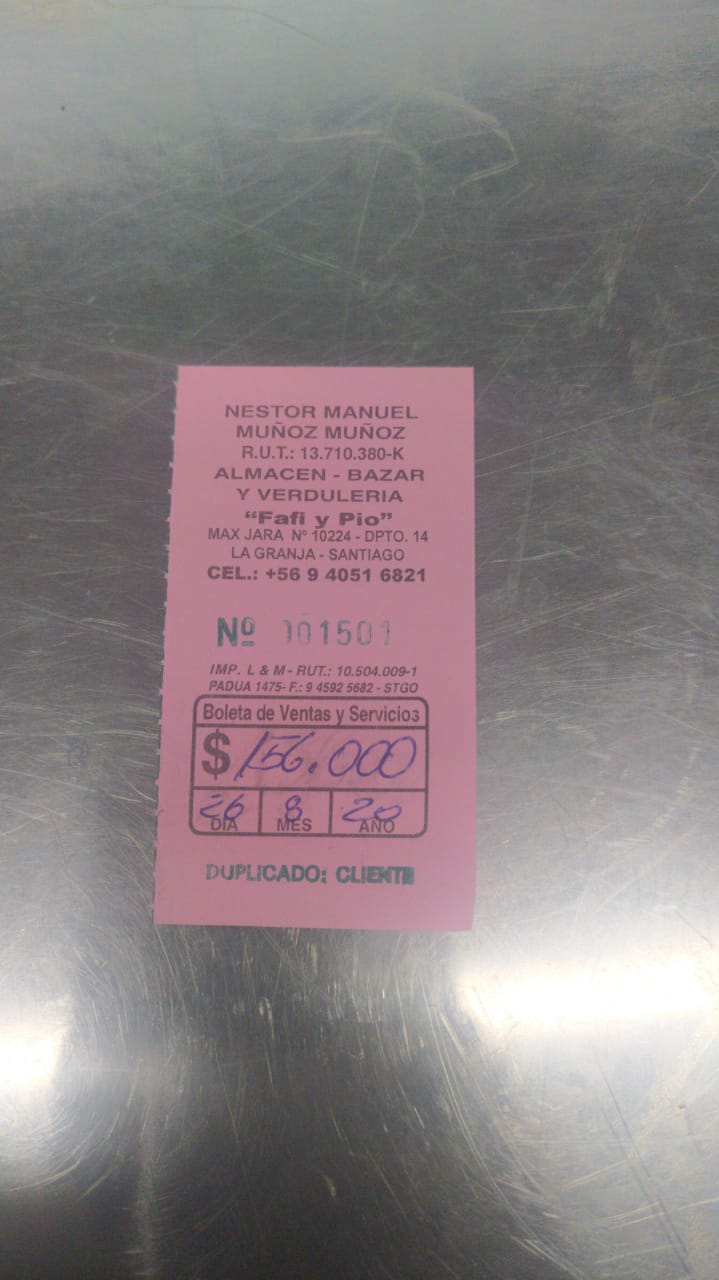 NESTOR MANUEL
MUÑOZ MUÑOZ
R.U.T.: 13.710.380-K
ALMACEN - BAZAR
Y VERDULERIA
“Fafi y Pio”
MAX JARA Nº 10224 - DPTO. 14
LA GRANJA - SANTIAGO
CEL.: +56 9 4051 6821
Nº 001501
IMP. L & M - RUT.: 10.504.009-1
PADUA 1475- F.: 9 4592 5682 - STGO
Boleta de Ventas y Servicios
$ 156.000
26 8 20
DIA MES AÑO
DUPLICADO: CLIENTE